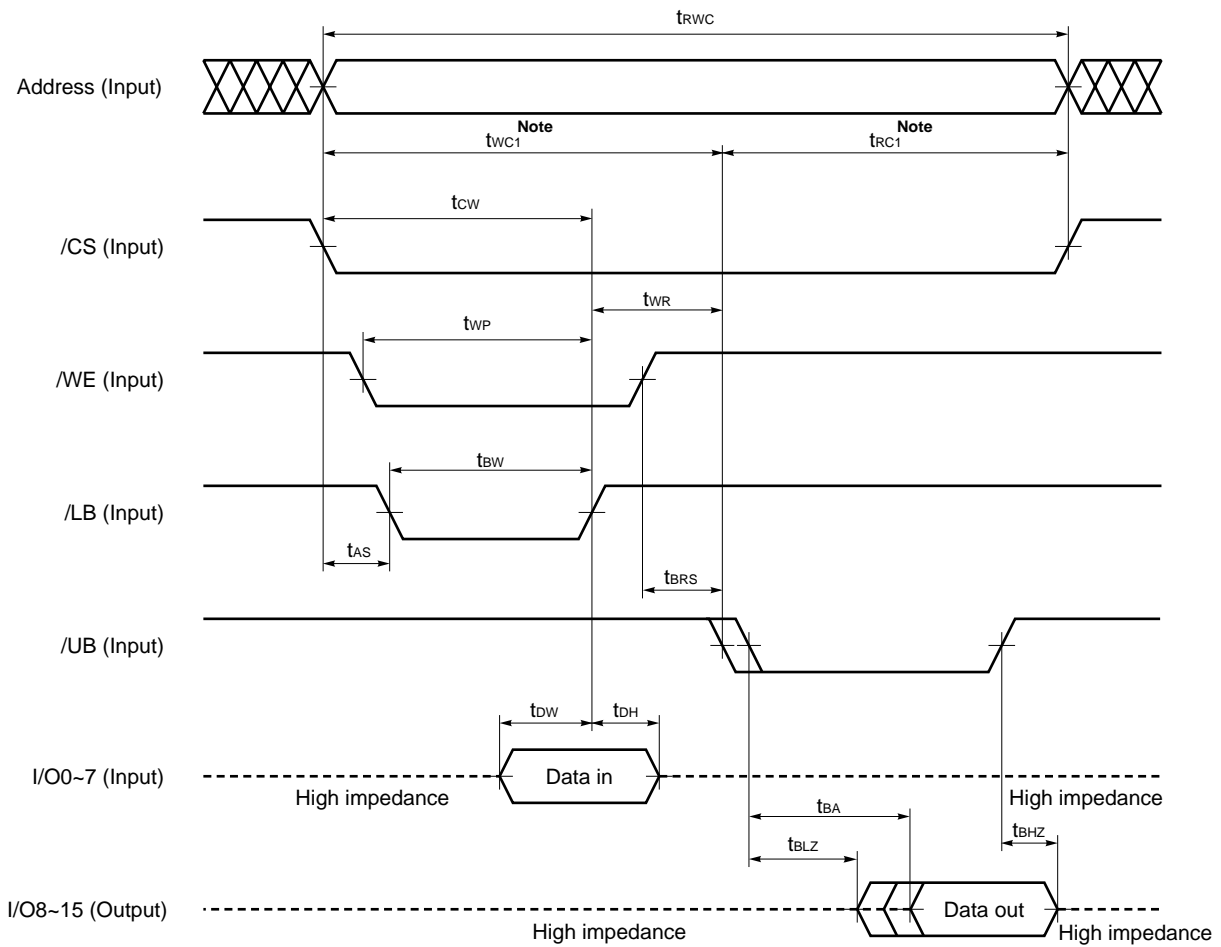 tRWC
Address (Input)
Note
Note
tWC1
tRC1
tCW
/CS (Input)
tWR
tWP
/WE (Input)
tBW
/LB (Input)
tAS
tBRS
/UB (Input)
tDW
tDH
I/O0~7 (Input)
Data in
High impedance
High impedance
tBA
tBLZ
tBHZ
I/O8~15 (Output)
Data out
High impedance
High impedance